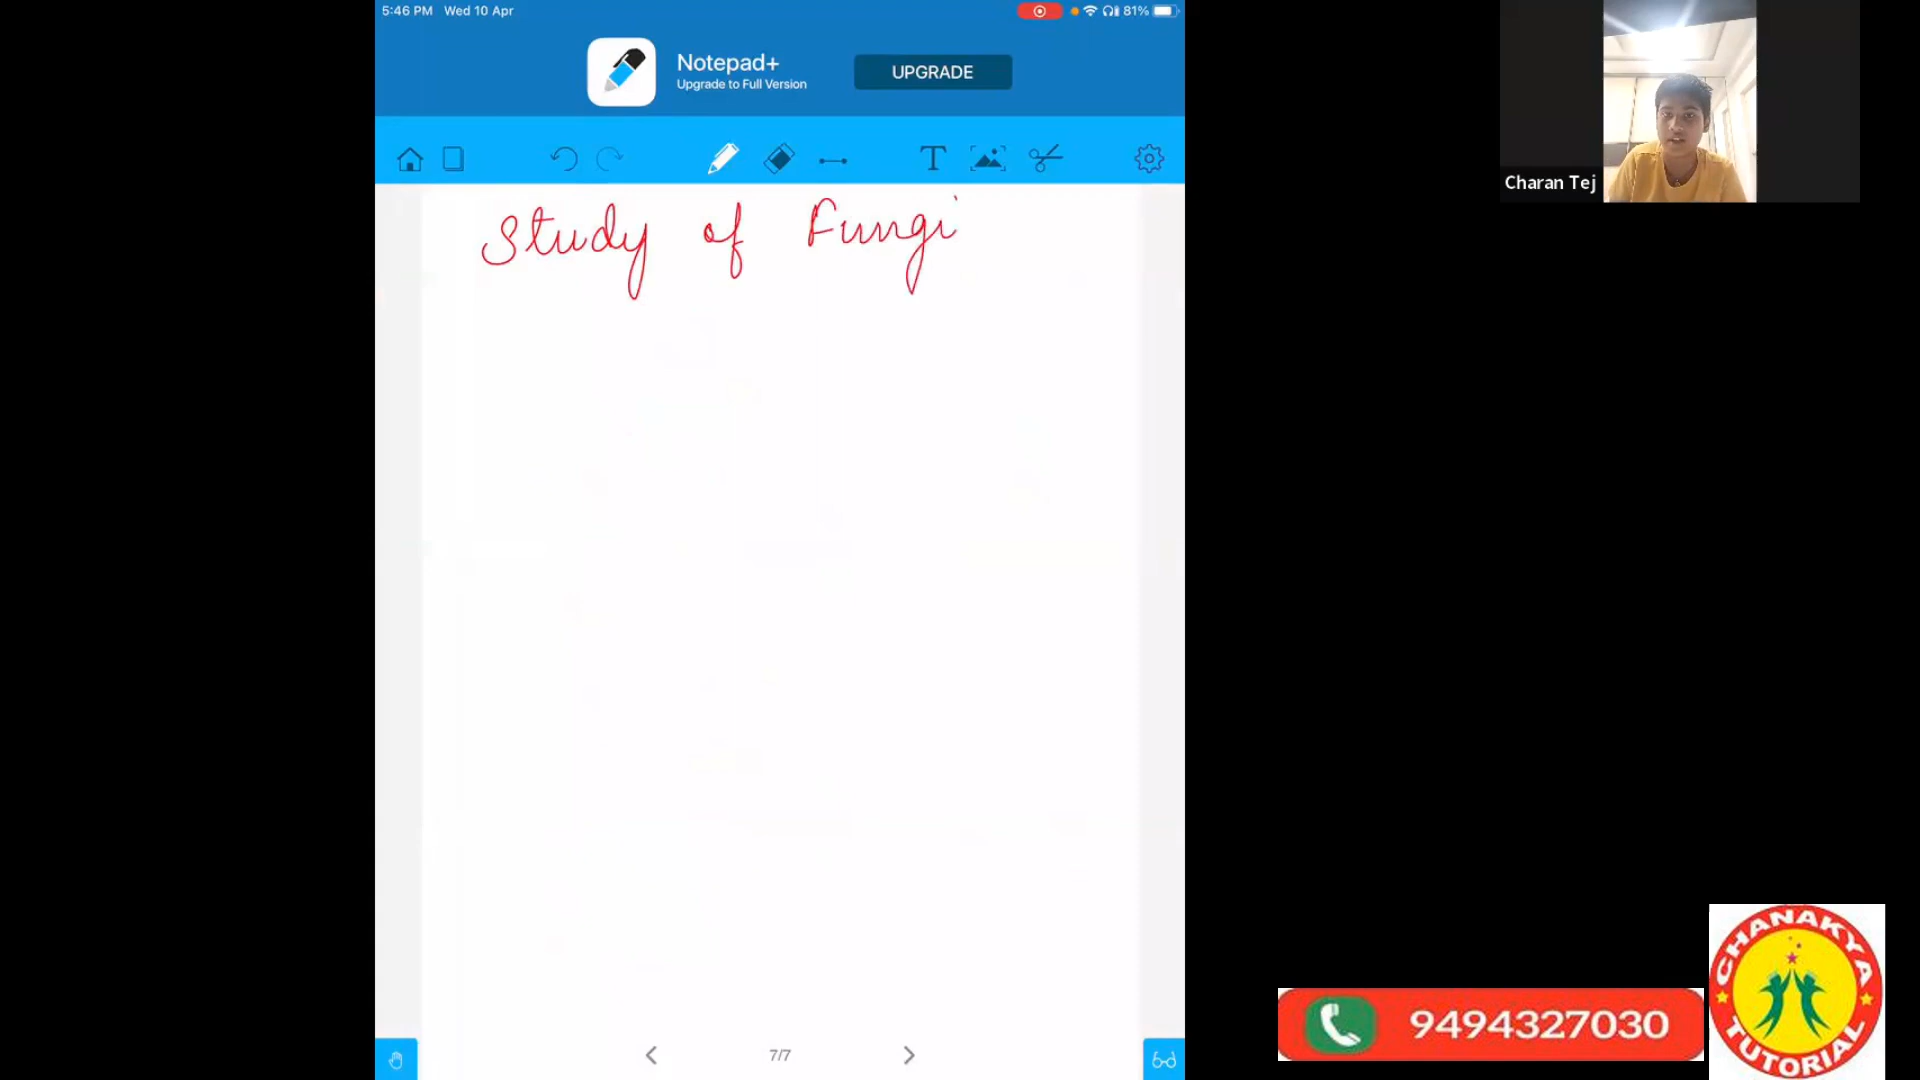 5:46 PM Wed 10 Apr
81%
Notepad+
Upgrade to Full Version
UPGRADE
T
Study of Fungi
Charan Tej
7/7
9494327030
CHANAKYA
TUTORIAL